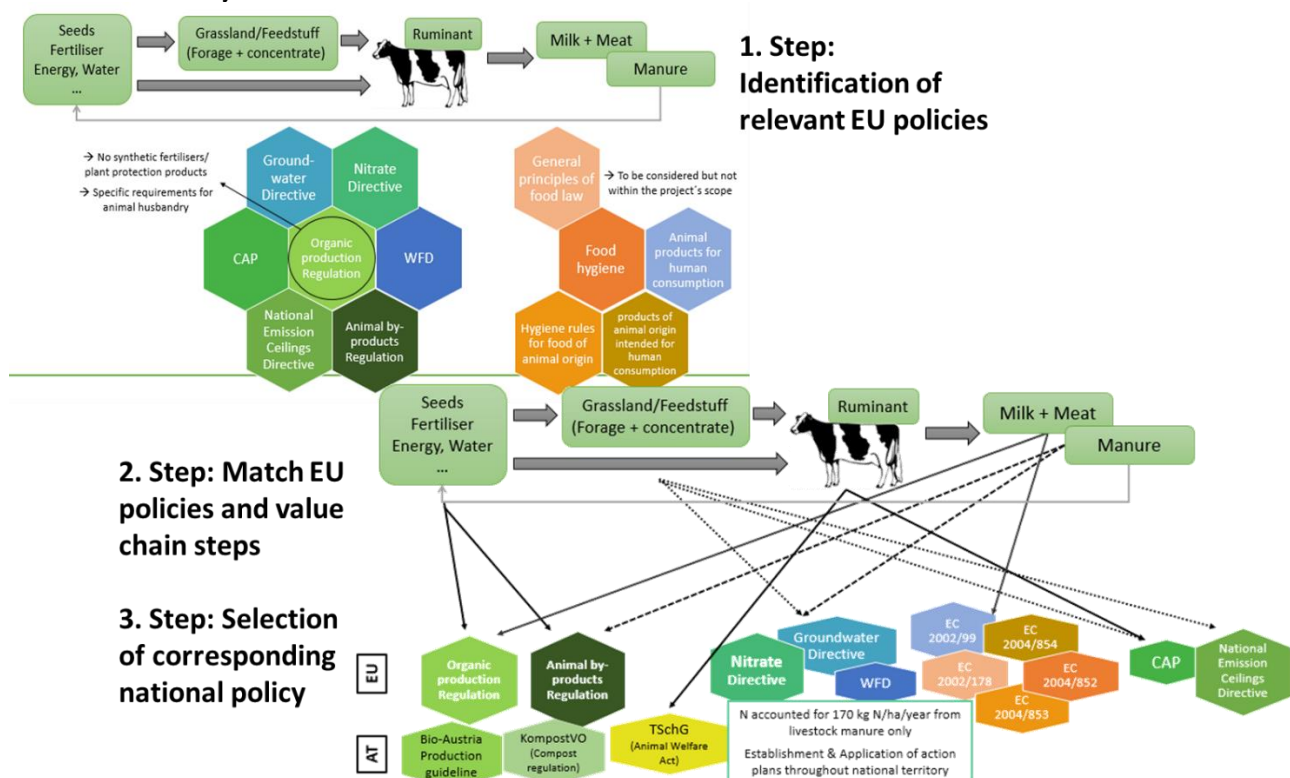 Seeds
Fertiliser
Energy, Water
...
Grassland/Feedstuff
(Forage + concentrate)
Ruminant
Milk + Meat
Manure
1. Step:
Identification of
relevant EU policies
→ No synthetic fertilisers/
plant protection products
→ Specific requirements for
animal husbandry
Ground-
water
Directive
Nitrate
Directive
CAP
Organic
production
Regulation
WFD
National
Emission
Ceilings
Directive
Animal by-
products
Regulation
General
principles of
food law
→ To be considered but not
within the project´s scope
Food
hygiene
Animal
products for
human
consumption
Hygiene rules
for food of
animal origin
products of
animal origin
intended for
human
consumption
Seeds
Fertiliser
Energy, Water
...
Grassland/Feedstuff
(Forage + concentrate)
Ruminant
Milk + Meat
Manure
2. Step: Match EU
policies and value
chain steps
3. Step: Selection
of corresponding
national policy
EU
Organic
production
Regulation
Animal by-
products
Regulation
Nitrate
Directive
Groundwater
Directive
WFD
EC
2002/99
EC
2004/854
EC
2002/178
EC
2004/852
EC
2004/853
CAP
National
Emission
Ceilings
Directive
AT
Bio-Austria
Production
guideline
KompostVO
(Compost
regulation)
TSchG
(Animal Welfare
Act)
N accounted for 170 kg N/ha/year from
livestock manure only
Establishment & Application of action
plans throughout national territory